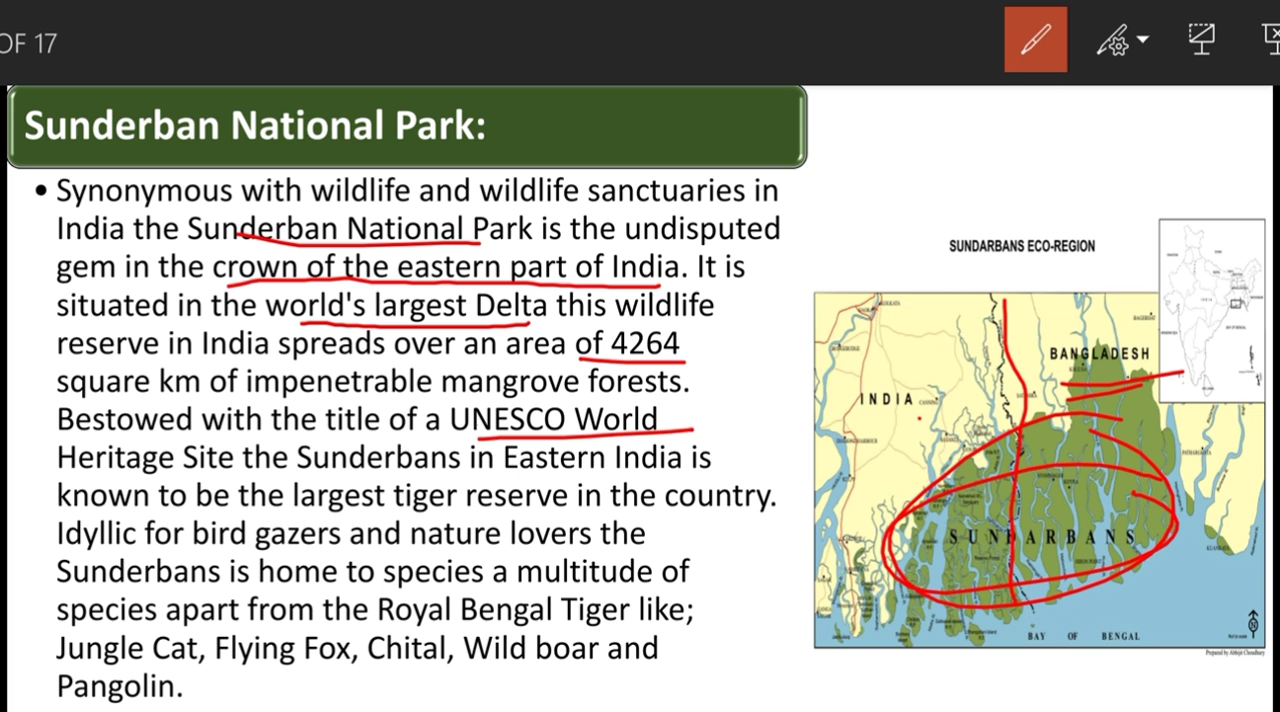 OF 17
Sunderban National Park:
• Synonymous with wildlife and wildlife sanctuaries in
India the Sunderban National Park is the undisputed
gem in the crown of the eastern part of India. It is
situated in the world's largest Delta this wildlife
reserve in India spreads over an area of 4264
square km of impenetrable mangrove forests.
Bestowed with the title of a UNESCO World
Heritage Site the Sunderbans in Eastern India is
known to be the largest tiger reserve in the country.
Idyllic for bird gazers and nature lovers the
Sunderbans is home to species a multitude of
species apart from the Royal Bengal Tiger like;
Jungle Cat, Flying Fox, Chital, Wild boar and
Pangolin.
SUNDARBANS ECO-REGION
BANGLADESH
INDIA
SUNDARBANS
BAY OF BENGAL
Prepared by Abhijit Choudhury